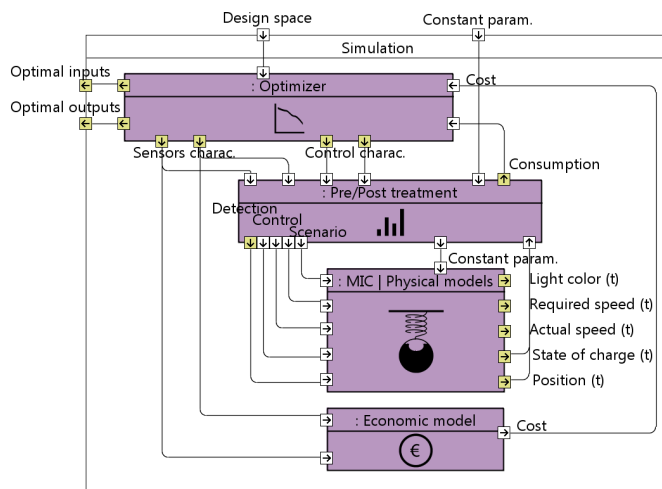 Design space
Constant param.
Simulation
Optimal inputs
Cost
: Optimizer
Optimal outputs
Sensors charac.
Control charac.
Consumption
: Pre/Post treatment
Detection
Control
Scenario
Constant param.
: MIC | Physical models
Light color (t)
Required speed (t)
Actual speed (t)
State of charge (t)
Position (t)
: Economic model
Cost
€